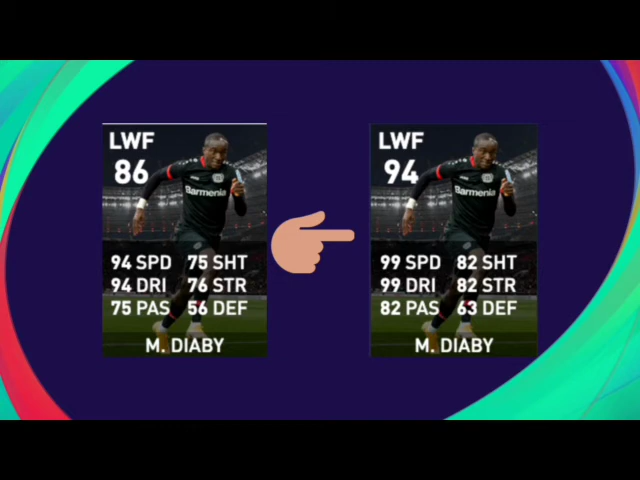 LWF
86
Barmenia
94 SPD 75 SHT
94 DRI 76 STR
75 PAS 56 DEF
M. DIABY
LWF
94
Barmenia
99 SPD 82 SHT
99 DRI 82 STR
82 PAS 63 DEF
M. DIABY